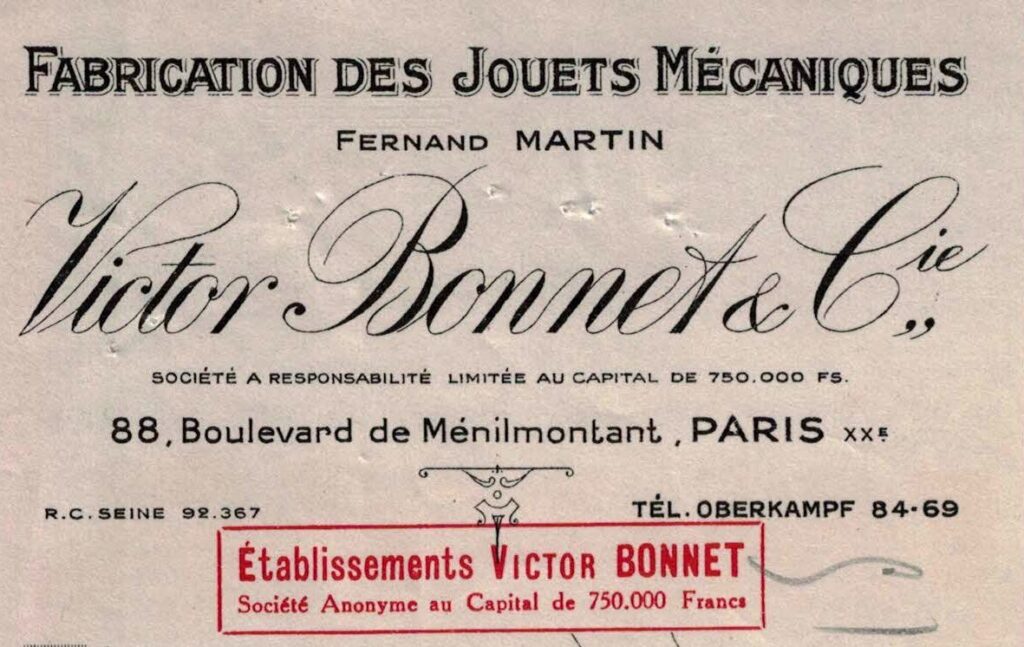 FABRICATION DES JOUETS MÉCANIQUES
FERNAND MARTIN
Victor Bonnet & Cie,,
SOCIÉTÉ A RESPONSABILITÉ LIMITÉE AU CAPITAL DE 750.000 FS.
88, Boulevard de Ménilmontant, PARIS XXE
R.C. SEINE 92.367
TÉL. OBERKAMPF 84-69
Établissements VICTOR BONNET
Société Anonyme au Capital de 750.000 Francs